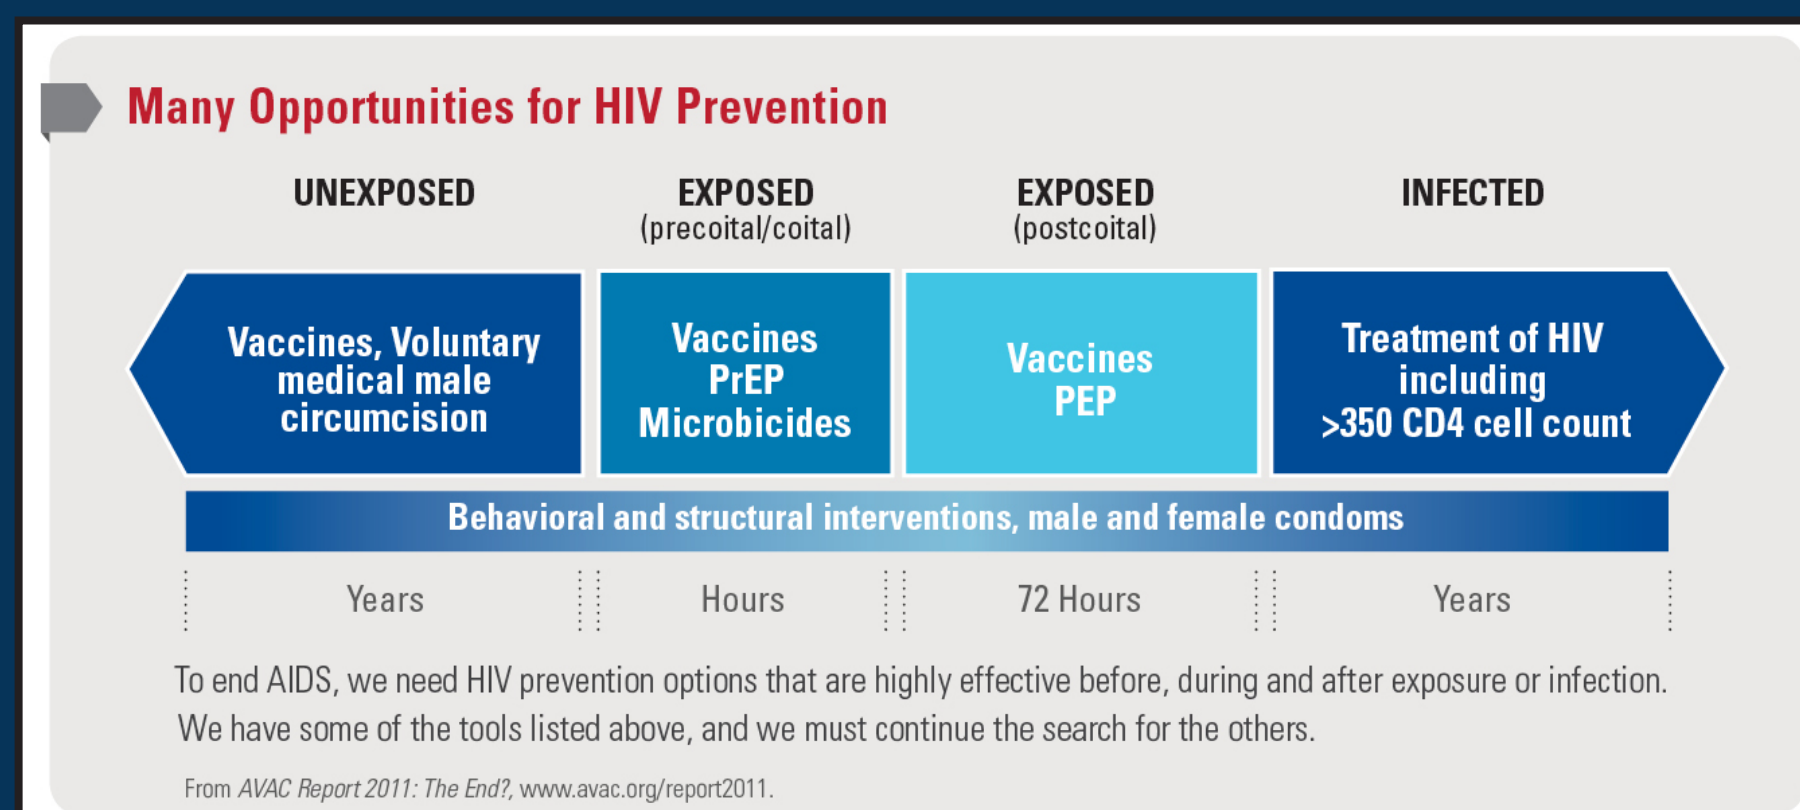 Many Opportunities for HIV Prevention
UNEXPOSED
EXPOSED
(precoital/coital)
EXPOSED
(postcoital)
INFECTED
Vaccines, Voluntary
medical male
circumcision
Vaccines
PrEP
Microbicides
Vaccines
PEP
Treatment of HIV
including
>350 CD4 cell count
Behavioral and structural interventions, male and female condoms
Years
Hours
72 Hours
Years
To end AIDS, we need HIV prevention options that are highly effective before, during and after exposure or infection.
We have some of the tools listed above, and we must continue the search for the others.
From AVAC Report 2011: The End?, www.avac.org/report2011.